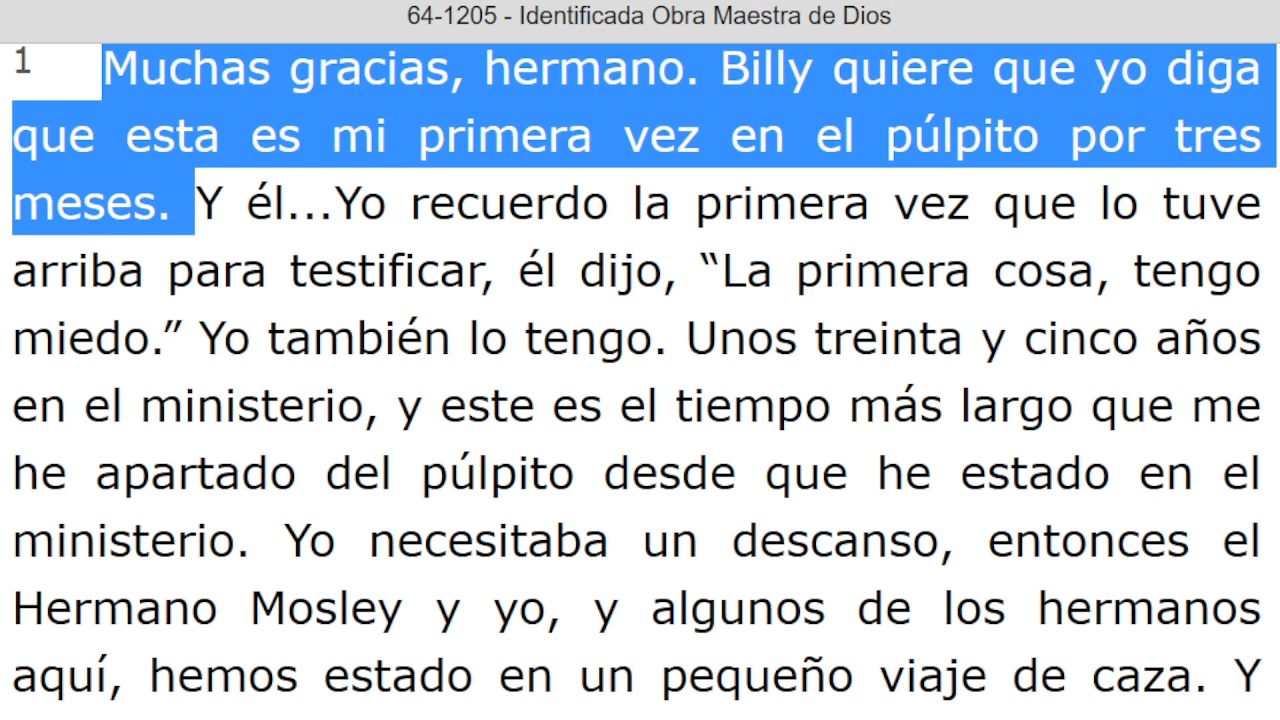 64-1205 - Identificada Obra Maestra de Dios
1 Muchas gracias, hermano. Billy quiere que yo diga
que esta es mi primera vez en el púlpito por tres
meses. Y él...Yo recuerdo la primera vez que lo tuve
arriba para testificar, él dijo, “La primera cosa, tengo
miedo.” Yo también lo tengo. Unos treinta y cinco años
en el ministerio, y este es el tiempo más largo que me
he apartado del púlpito desde que he estado en el
ministerio. Yo necesitaba un descanso, entonces el
Hermano Mosley y yo, y algunos de los hermanos
aquí, hemos estado en un pequeño viaje de caza. Y